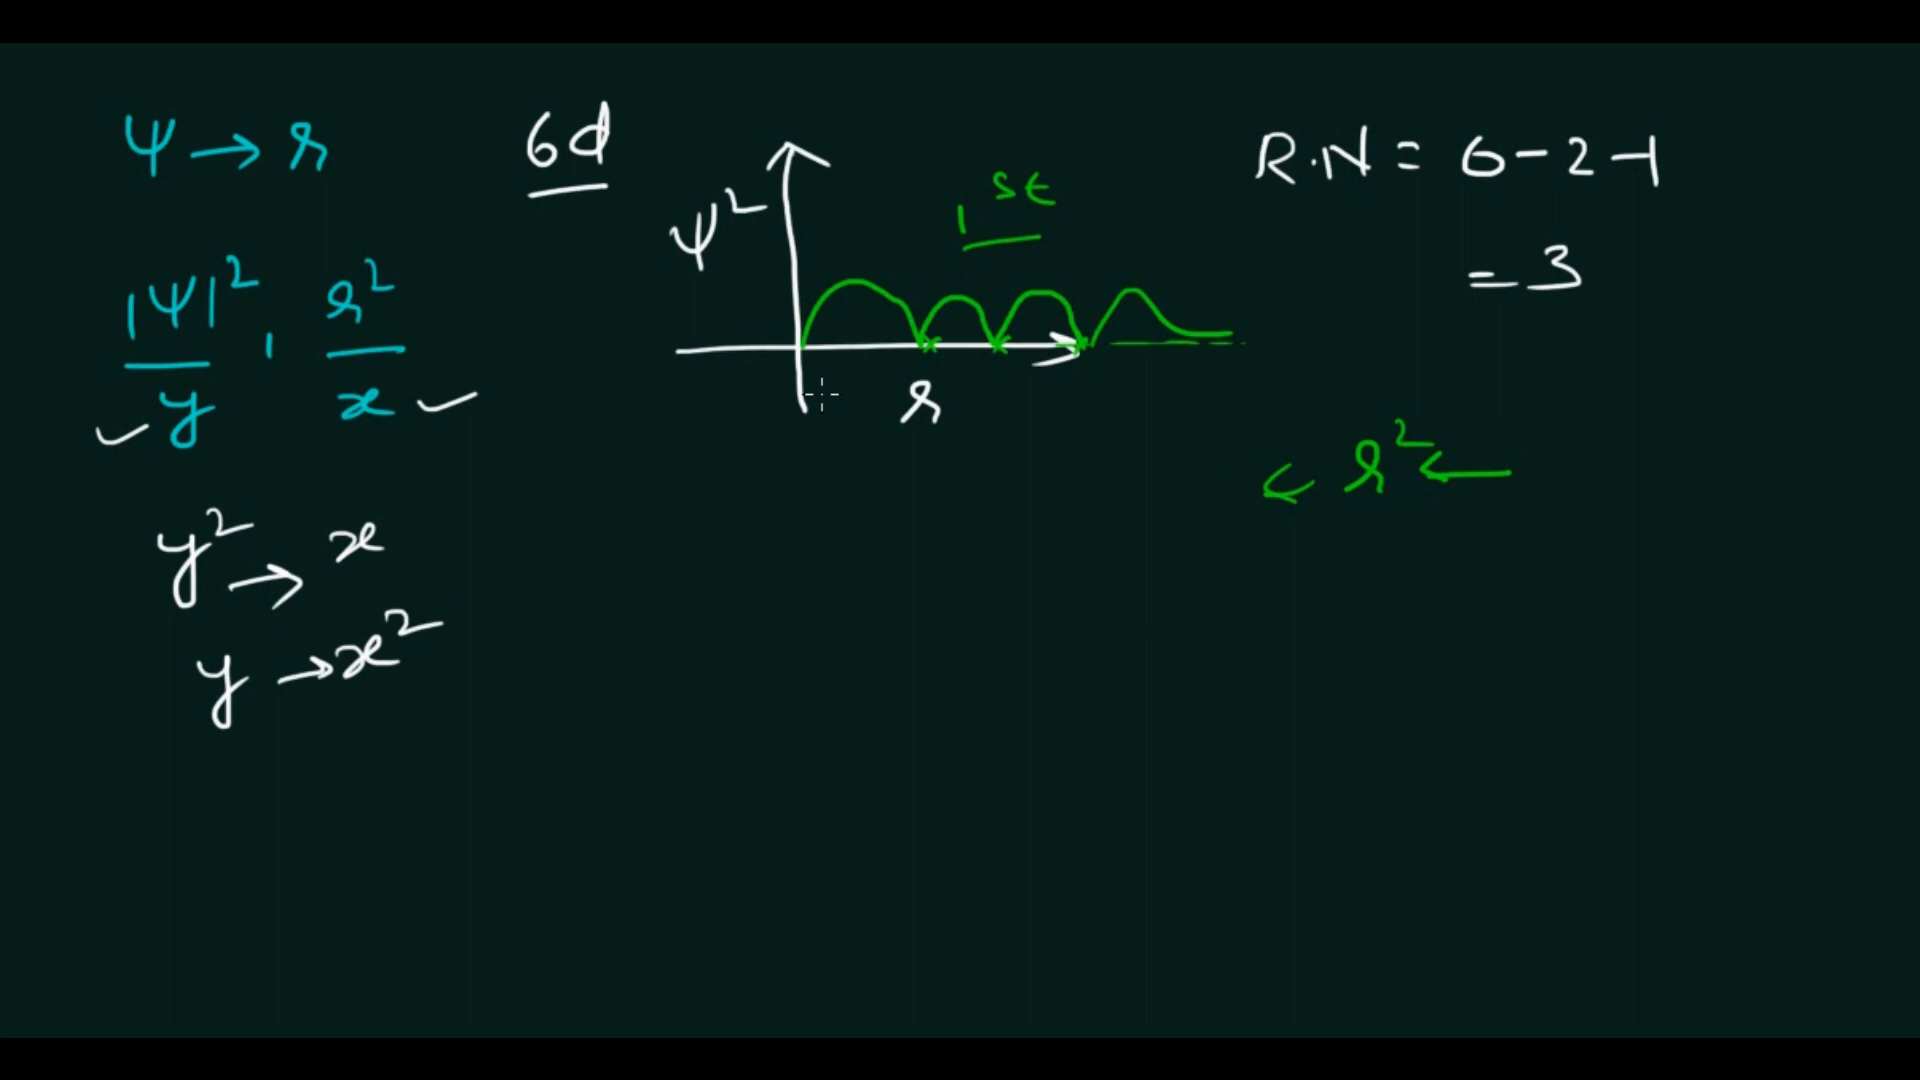 ψ → r
6d
ψ²
1st
r
R.N = 6-2-1
= 3
|ψ|² , r²
y x
< r² ←
y² → x
y → x²